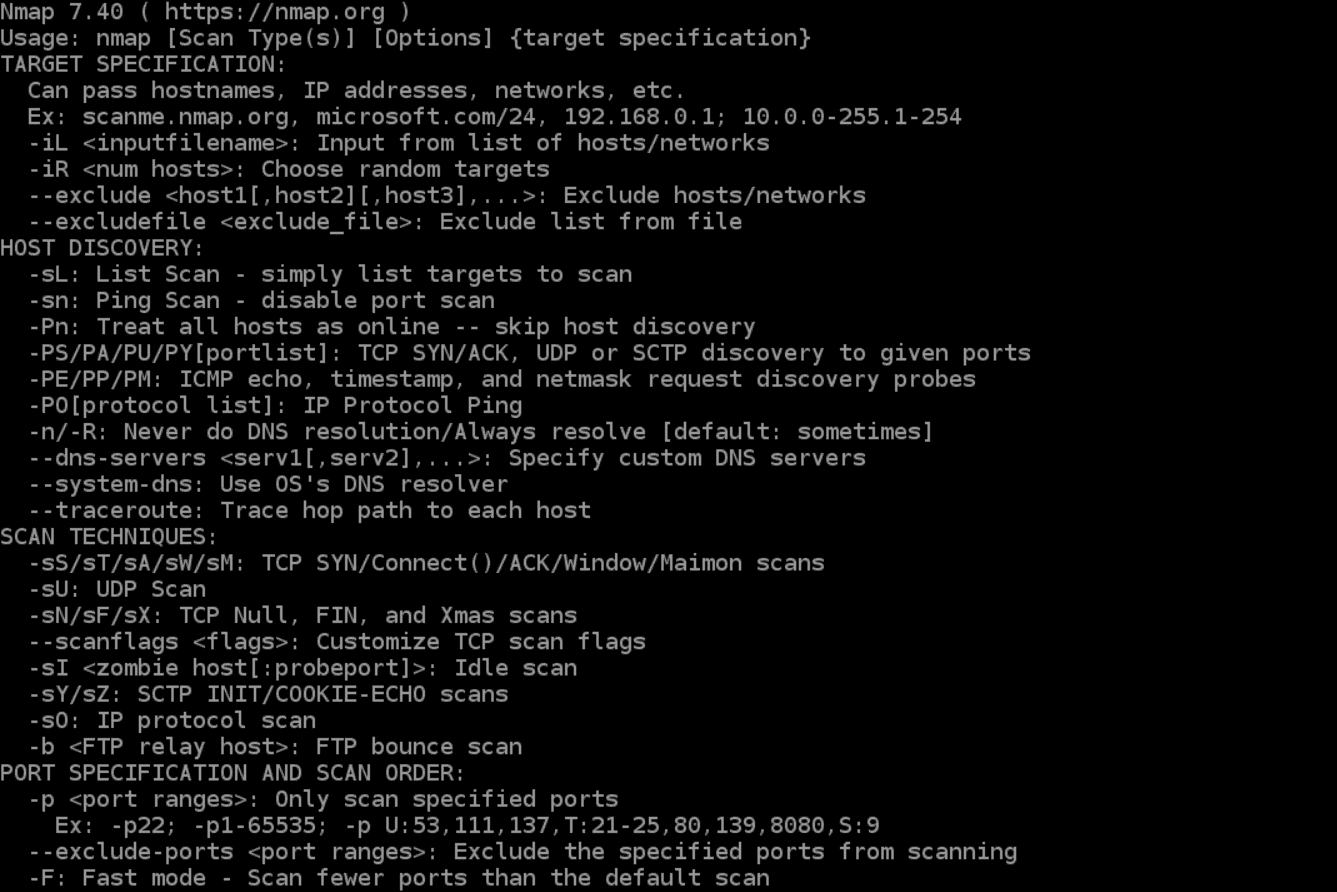 Nmap 7.40 ( https://nmap.org )
Usage: nmap [Scan Type(s)] [Options] {target specification}
TARGET SPECIFICATION:
  Can pass hostnames, IP addresses, networks, etc.
  Ex: scanme.nmap.org, microsoft.com/24, 192.168.0.1; 10.0.0-255.1-254
  -iL <inputfilename>: Input from list of hosts/networks
  -iR <num hosts>: Choose random targets
  --exclude <host1[,host2][,host3],...>: Exclude hosts/networks
  --excludefile <exclude_file>: Exclude list from file
HOST DISCOVERY:
  -sL: List Scan - simply list targets to scan
  -sn: Ping Scan - disable port scan
  -Pn: Treat all hosts as online -- skip host discovery
  -PS/PA/PU/PY[portlist]: TCP SYN/ACK, UDP or SCTP discovery to given ports
  -PE/PP/PM: ICMP echo, timestamp, and netmask request discovery probes
  -PO[protocol list]: IP Protocol Ping
  -n/-R: Never do DNS resolution/Always resolve [default: sometimes]
  --dns-servers <serv1[,serv2],...>: Specify custom DNS servers
  --system-dns: Use OS's DNS resolver
  --traceroute: Trace hop path to each host
SCAN TECHNIQUES:
  -sS/sT/sA/sW/sM: TCP SYN/Connect()/ACK/Window/Maimon scans
  -sU: UDP Scan
  -sN/sF/sX: TCP Null, FIN, and Xmas scans
  --scanflags <flags>: Customize TCP scan flags
  -sI <zombie host[:probeport]>: Idle scan
  -sY/sZ: SCTP INIT/COOKIE-ECHO scans
  -sO: IP protocol scan
  -b <FTP relay host>: FTP bounce scan
PORT SPECIFICATION AND SCAN ORDER:
  -p <port ranges>: Only scan specified ports
    Ex: -p22; -p1-65535; -p U:53,111,137,T:21-25,80,139,8080,S:9
  --exclude-ports <port ranges>: Exclude the specified ports from scanning
  -F: Fast mode - Scan fewer ports than the default scan